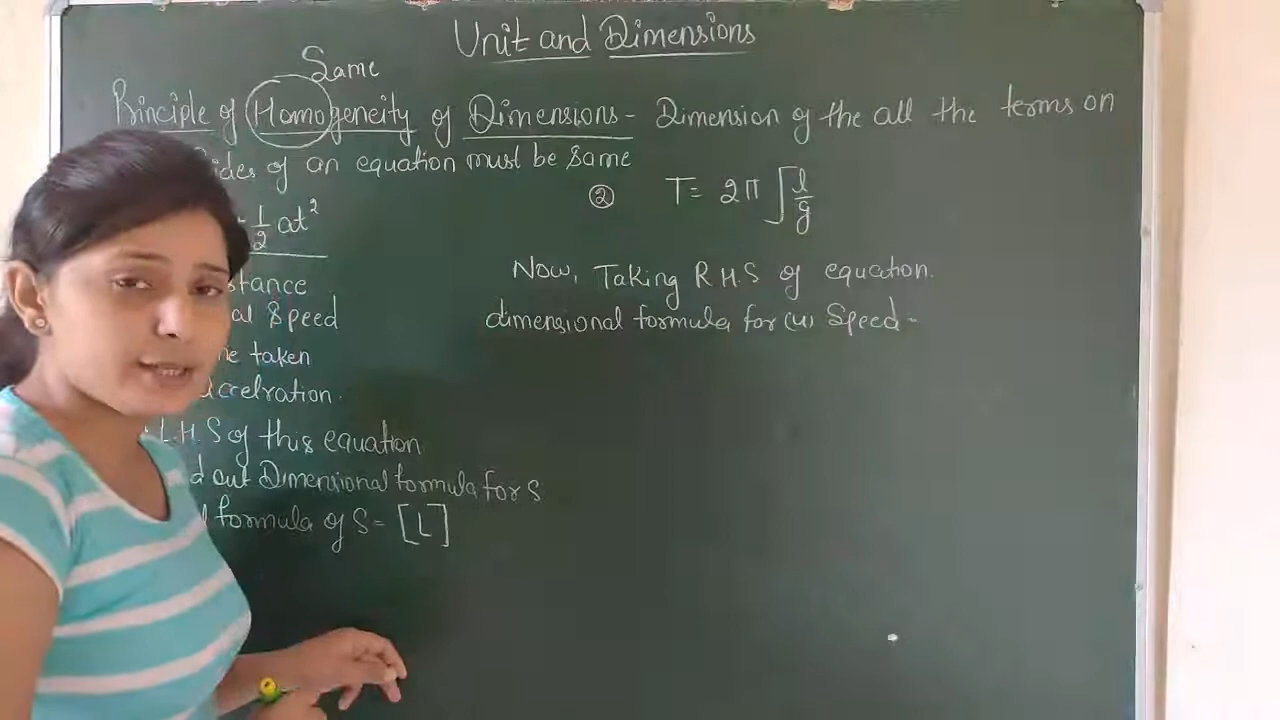 Unit and Dimensions
Same
Principle of Homogeneity of Dimensions - Dimension of the all the terms on
sides of an equation must be same
1/2 at²
② T = 2π √l/g
stance
al Speed
Now, Taking R.H.S of equation.
dimensional formula for (u) Speed -
me taken
Accelration.
L.H.S of this equation
d out Dimensional formula for S
l formula of S = [L]